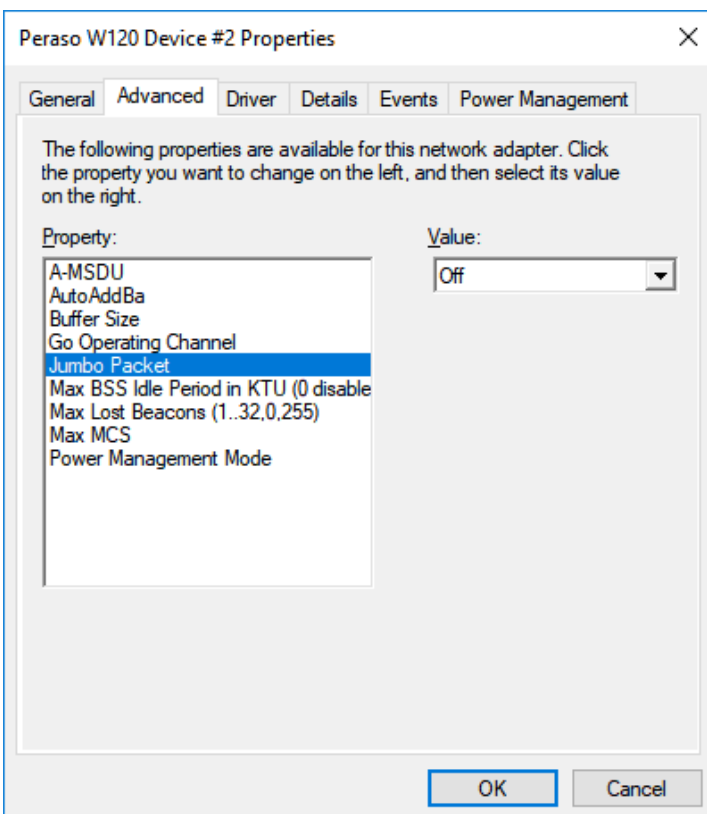 Peraso W120 Device #2 Properties
General
Advanced
Driver
Details
Events
Power Management
The following properties are available for this network adapter. Click
the property you want to change on the left, and then select its value
on the right.
Property:
Value:
A-MSDU
AutoAddBa
Buffer Size
Go Operating Channel
Jumbo Packet
Max BSS Idle Period in KTU (0 disable
Max Lost Beacons (1..32,0,255)
Max MCS
Power Management Mode
Off
OK
Cancel